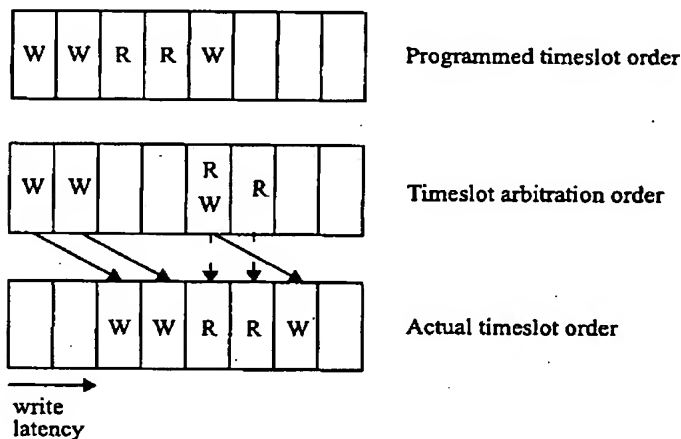 W W R R W Programmed timeslot order
R
W W W R Timeslot arbitration order
W W R R W Actual timeslot order
write
latency